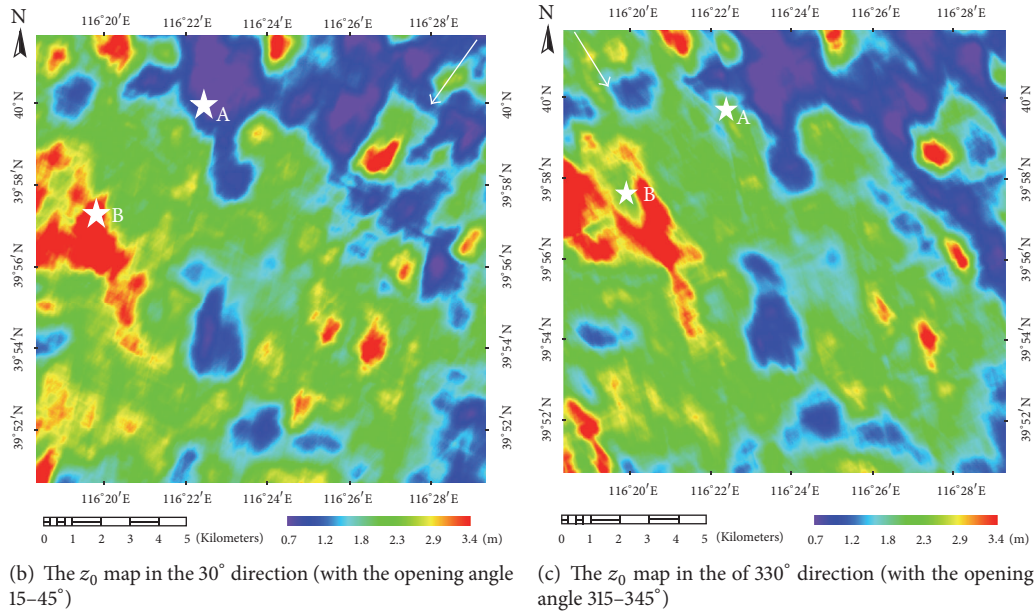 N
116°20′E 116°22′E 116°24′E 116°26′E 116°28′E
40°N
39°58′N
39°56′N
39°54′N
39°52′N
A
B
116°20′E 116°22′E 116°24′E 116°26′E 116°28′E
0 1 2 3 4 5 (Kilometers)
0.7 1.2 1.8 2.3 2.9 3.4 (m)
(b) The z₀ map in the 30° direction (with the opening angle
15–45°)
N
116°20′E 116°22′E 116°24′E 116°26′E 116°28′E
40°N
39°58′N
39°56′N
39°54′N
39°52′N
A
B
116°20′E 116°22′E 116°24′E 116°26′E 116°28′E
0 1 2 3 4 5 (Kilometers)
0.7 1.2 1.8 2.3 2.9 3.4 (m)
(c) The z₀ map in the of 330° direction (with the opening
angle 315–345°)